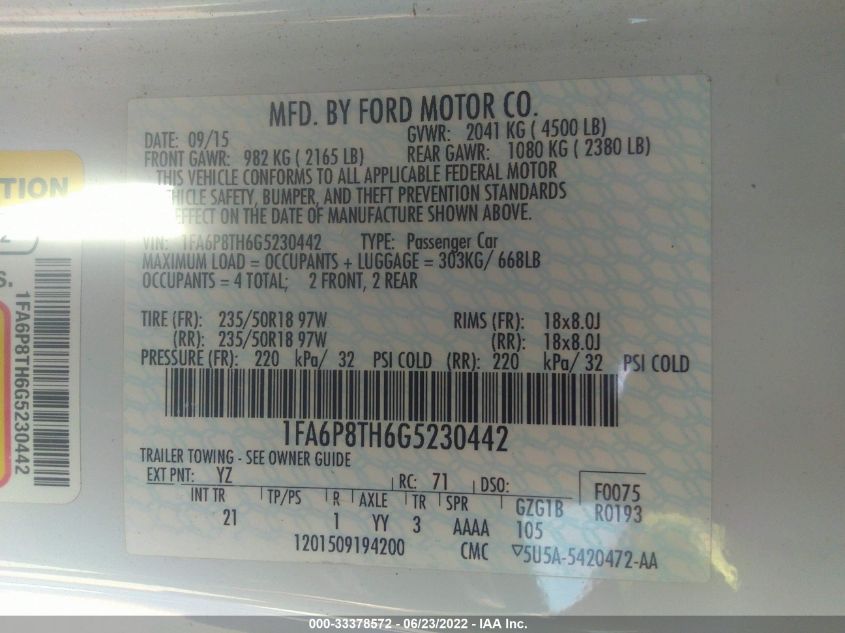 MFD. BY FORD MOTOR CO.
DATE: 09/15 GVWR: 2041 KG ( 4500 LB)
FRONT GAWR: 982 KG ( 2165 LB) REAR GAWR: 1080 KG ( 2380 LB)
THIS VEHICLE CONFORMS TO ALL APPLICABLE FEDERAL MOTOR
VEHICLE SAFETY, BUMPER, AND THEFT PREVENTION STANDARDS
EFFECT ON THE DATE OF MANUFACTURE SHOWN ABOVE.
VIN: 1FA6P8TH6G5230442 TYPE: Passenger Car
MAXIMUM LOAD = OCCUPANTS + LUGGAGE = 303KG/ 668LB
OCCUPANTS = 4 TOTAL; 2 FRONT, 2 REAR
TIRE (FR): 235/50R18 97W RIMS (FR): 18x8.0J
(RR): 235/50R18 97W (RR): 18x8.0J
PRESSURE (FR): 220 kPa/ 32 PSI COLD (RR): 220 kPa/ 32 PSI COLD
1FA6P8TH6G5230442
TRAILER TOWING - SEE OWNER GUIDE
EXT PNT: YZ RC: 71 DSO: F0075
INT TR TP/PS R AXLE TR SPR GZG1B R0193
21 1 YY 3 AAAA 105
1201509194200 CMC ▽5U5A-5420472-AA
TION
2
S.
1FA6P8TH6G5230442
000-33378572 - 06/23/2022 - IAA Inc.